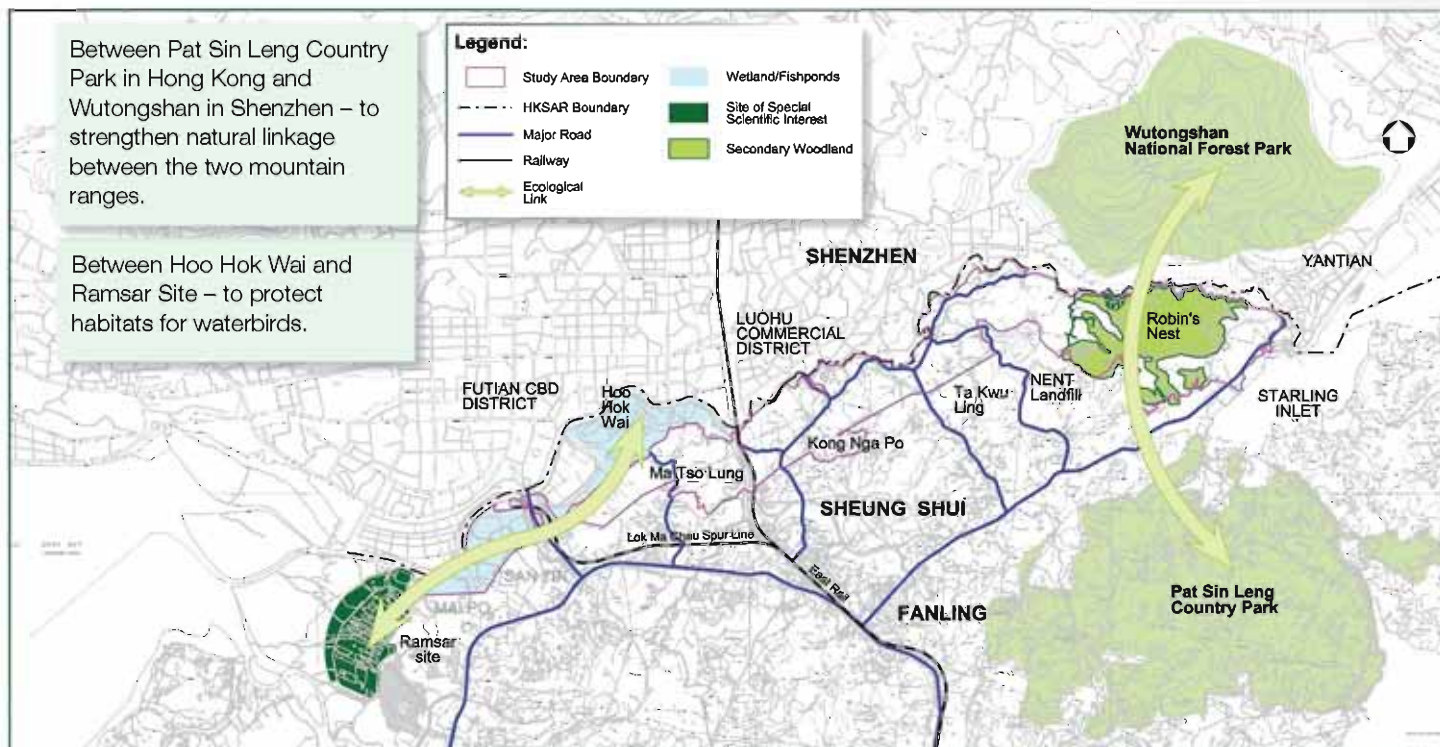 Between Pat Sin Leng Country
Park in Hong Kong and
Wutongshan in Shenzhen – to
strengthen natural linkage
between the two mountain
ranges.
Between Hoo Hok Wai and
Ramsar Site – to protect
habitats for waterbirds.
Legend:
Study Area Boundary
HKSAR Boundary
Major Road
Railway
Ecological
Link
Wetland/Fishponds
Site of Special
Scientific Interest
Secondary Woodland
Wutongshan
National Forest Park
SHENZHEN
YANTIAN
LUOHU
COMMERCIAL
DISTRICT
Robin's
Nest
FUTIAN CBD
DISTRICT
Hoo
Hok
Wai
Ta Kwu
Ling
NENT
Landfill
STARLING
INLET
Kong Nga Po
Ma Tso Lung
SHEUNG SHUI
Lok Ma Chau Spur Line
East Rail
SAN TIN
MAI PO
Ramsar
site
FANLING
Pat Sin Leng
Country Park